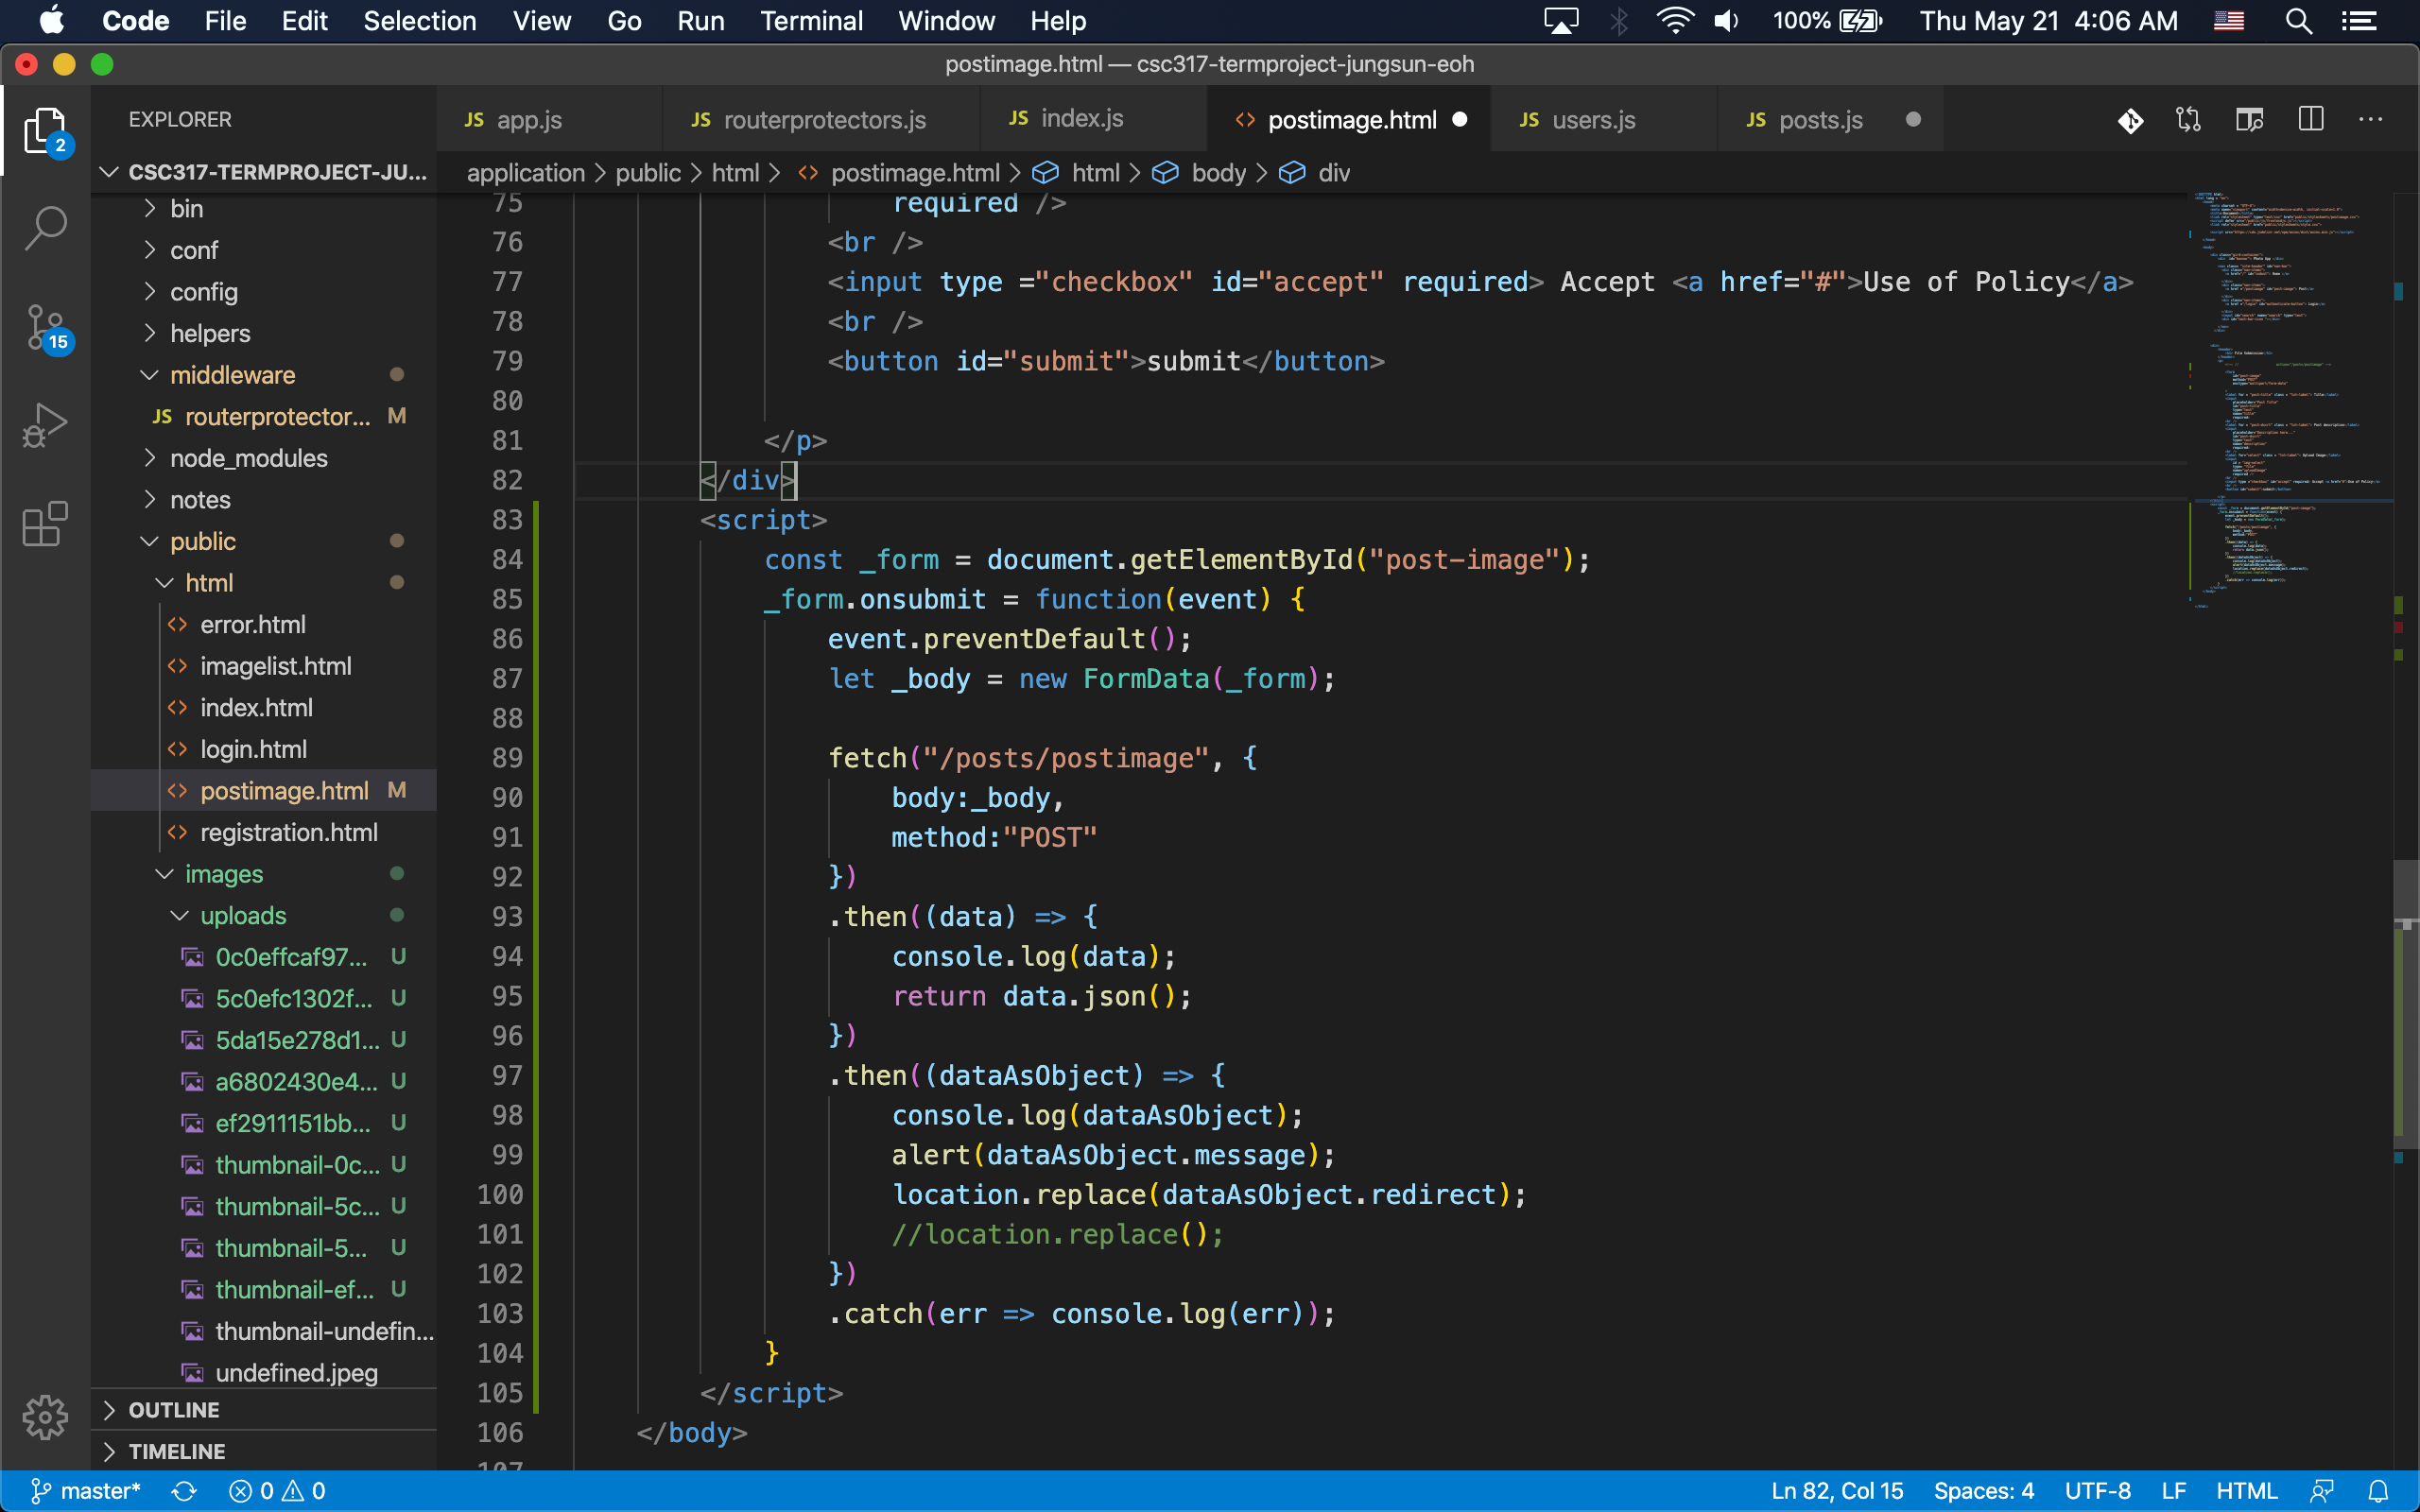 Code File Edit Selection View Go Run Terminal Window Help 100% Thu May 21 4:06 AM
postimage.html — csc317-termproject-jungsun-eoh
EXPLORER
JS app.js
JS routerprotectors.js
JS index.js
<> postimage.html
JS users.js
JS posts.js
application > public > html > <> postimage.html > html > body > div
2
15
CSC317-TERMPROJECT-JU...
> bin
> conf
> config
> helpers
middleware
JS routerprotector... M
> node_modules
> notes
public
html
<> error.html
<> imagelist.html
<> index.html
<> login.html
<> postimage.html M
<> registration.html
images
uploads
0c0effcaf97... U
5c0efc1302f... U
5da15e278d1... U
a6802430e4... U
ef2911151bb... U
thumbnail-0c... U
thumbnail-5c... U
thumbnail-5... U
thumbnail-ef... U
thumbnail-undefin...
undefined.jpeg
> OUTLINE
> TIMELINE
75 required />
76 <br />
77 <input type ="checkbox" id="accept" required> Accept <a href="#">Use of Policy</a>
78 <br />
79 <button id="submit">submit</button>
80
81 </p>
82 </div>
83 <script>
84 const _form = document.getElementById("post-image");
85 _form.onsubmit = function(event) {
86 event.preventDefault();
87 let _body = new FormData(_form);
88
89 fetch("/posts/postimage", {
90 body:_body,
91 method:"POST"
92 })
93 .then((data) => {
94 console.log(data);
95 return data.json();
96 })
97 .then((dataAsObject) => {
98 console.log(dataAsObject);
99 alert(dataAsObject.message);
100 location.replace(dataAsObject.redirect);
101 //location.replace();
102 })
103 .catch(err => console.log(err));
104 }
105 </script>
106 </body>
107
master* 0 0 Ln 82, Col 15 Spaces: 4 UTF-8 LF HTML